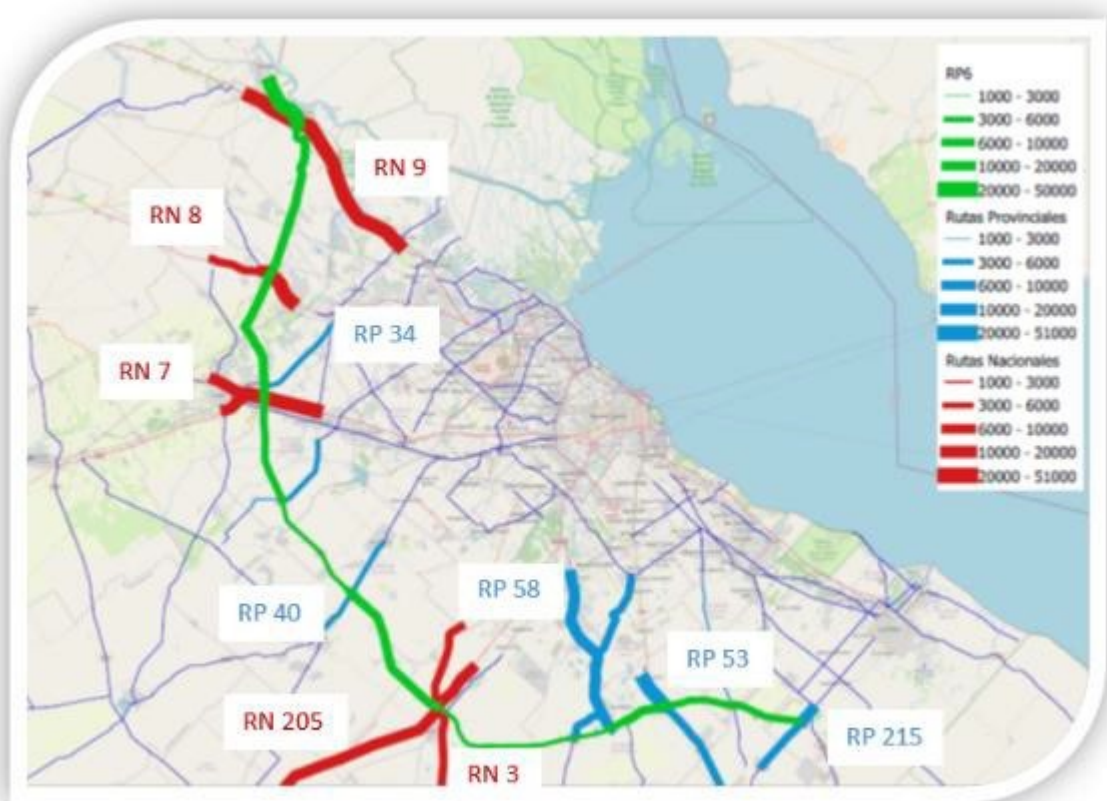 RP6
1000 - 3000
3000 - 6000
6000 - 10000
10000 - 20000
20000 - 50000
Rutas Provinciales
1000 - 3000
3000 - 6000
6000 - 10000
10000 - 20000
20000 - 51000
Rutas Nacionales
1000 - 3000
3000 - 6000
6000 - 10000
10000 - 20000
20000 - 51000
RN 9
RN 8
RP 34
RN 7
RP 58
RP 40
RP 53
RN 205
RP 215
RN 3